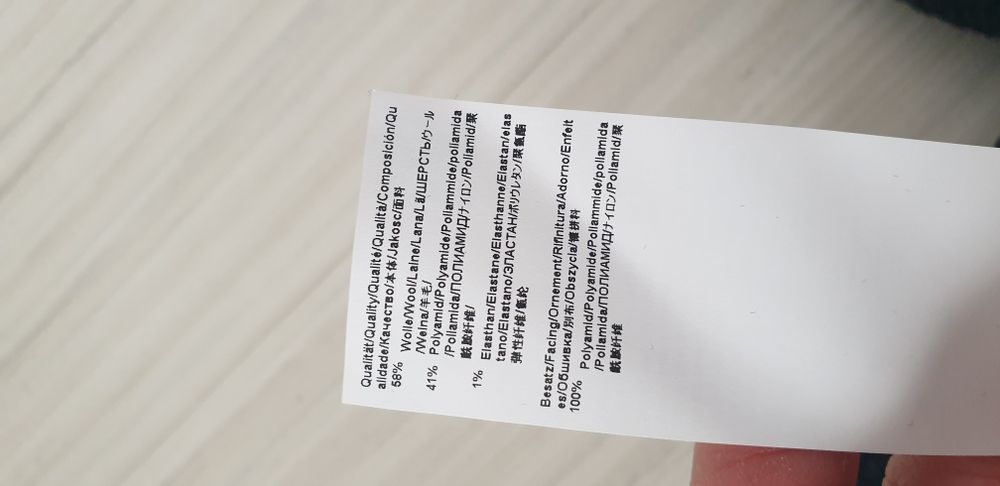 Qualität/Quality/Qualité/Qualità/Composición/Qu
alidade/Качество/本体/Jakosc/面料
58% Wolle/Wool/Laine/Lana/Lã/ШЕРСТЬ/ウール
/Welna/羊毛/
41% Polyamid/Polyamide/Poliammide/poliamida
/Poliamida/ПОЛИАМИД/ナイロン/Poliamid/聚
酰胺纤维/
1% Elasthan/Elastane/Elasthanne/Elastan/elas
tano/Elastano/ЭЛАСТАН/ポリウレタン/聚氨酯
弹性纤维/氨纶
Besatz/Facing/Ornement/Rifinitura/Adorno/Enfeit
es/Обшивка/別布/Obszycia/拼料
100% Polyamid/Polyamide/Poliammide/poliamida
/Poliamida/ПОЛИАМИД/ナイロン/Poliamid/聚
酰胺纤维